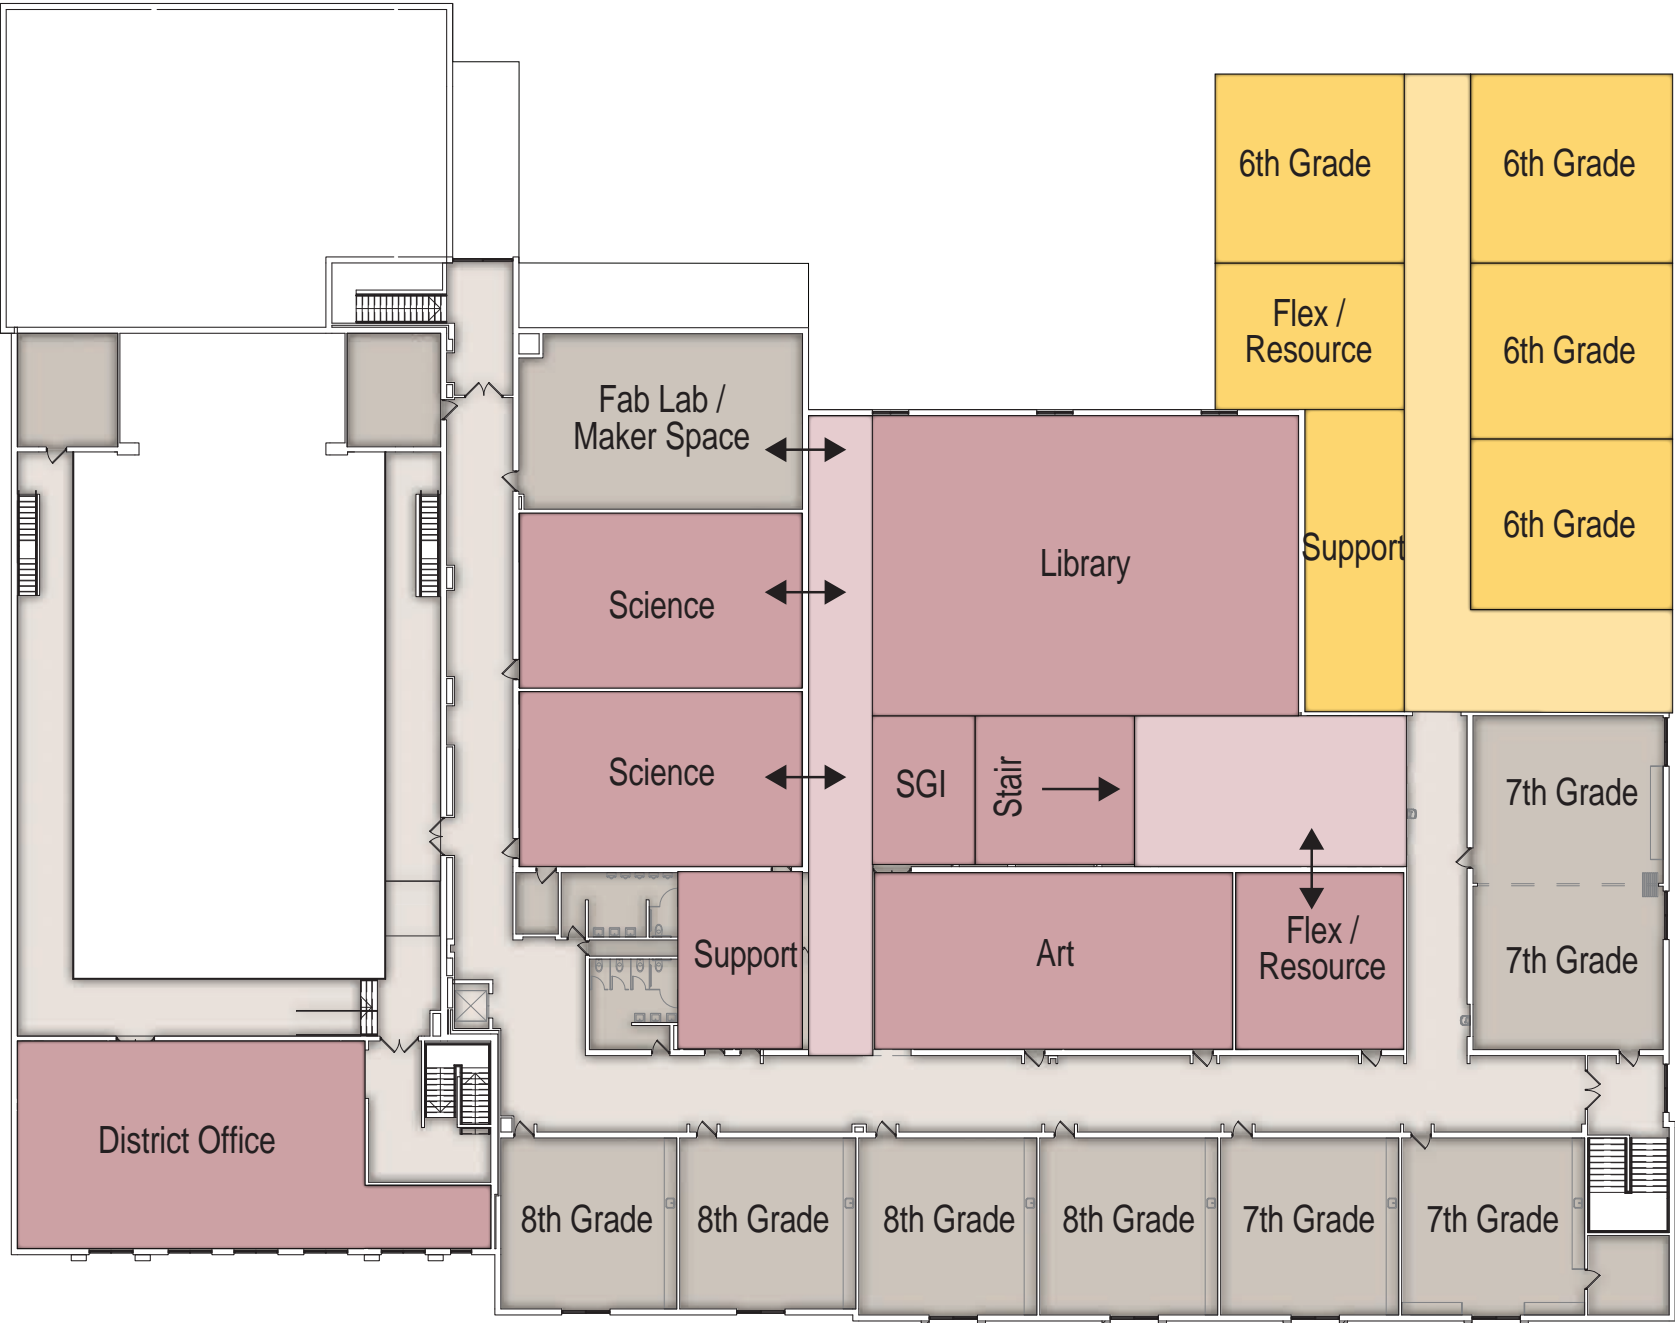 6th Grade
6th Grade
Flex /
Resource
6th Grade
Fab Lab /
Maker Space
6th Grade
Support
Library
Science
Science
SGI
Stair
7th Grade
7th Grade
Support
Art
Flex /
Resource
District Office
8th Grade
8th Grade
8th Grade
8th Grade
7th Grade
7th Grade